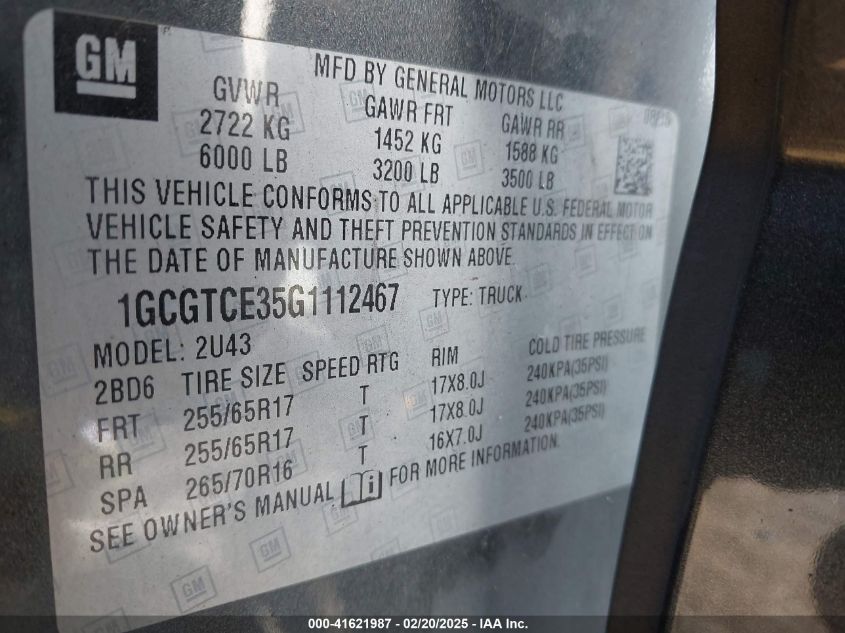 GM
MFD BY GENERAL MOTORS LLC
GVWR GAWR FRT GAWR RR
2722 KG 1452 KG 1588 KG
6000 LB 3200 LB 3500 LB
THIS VEHICLE CONFORMS TO ALL APPLICABLE U.S. FEDERAL MOTOR
VEHICLE SAFETY AND THEFT PREVENTION STANDARDS IN EFFECT ON
THE DATE OF MANUFACTURE SHOWN ABOVE.
1GCGTCE35G1112467 TYPE: TRUCK
MODEL: 2U43
2BD6 TIRE SIZE SPEED RTG RIM COLD TIRE PRESSURE
FRT 255/65R17 T 17X8.0J 240KPA(35PSI)
RR 255/65R17 T 17X8.0J 240KPA(35PSI)
SPA 265/70R16 T 16X7.0J 240KPA(35PSI)
SEE OWNER'S MANUAL i FOR MORE INFORMATION.
000-41621987 - 02/20/2025 - IAA Inc.